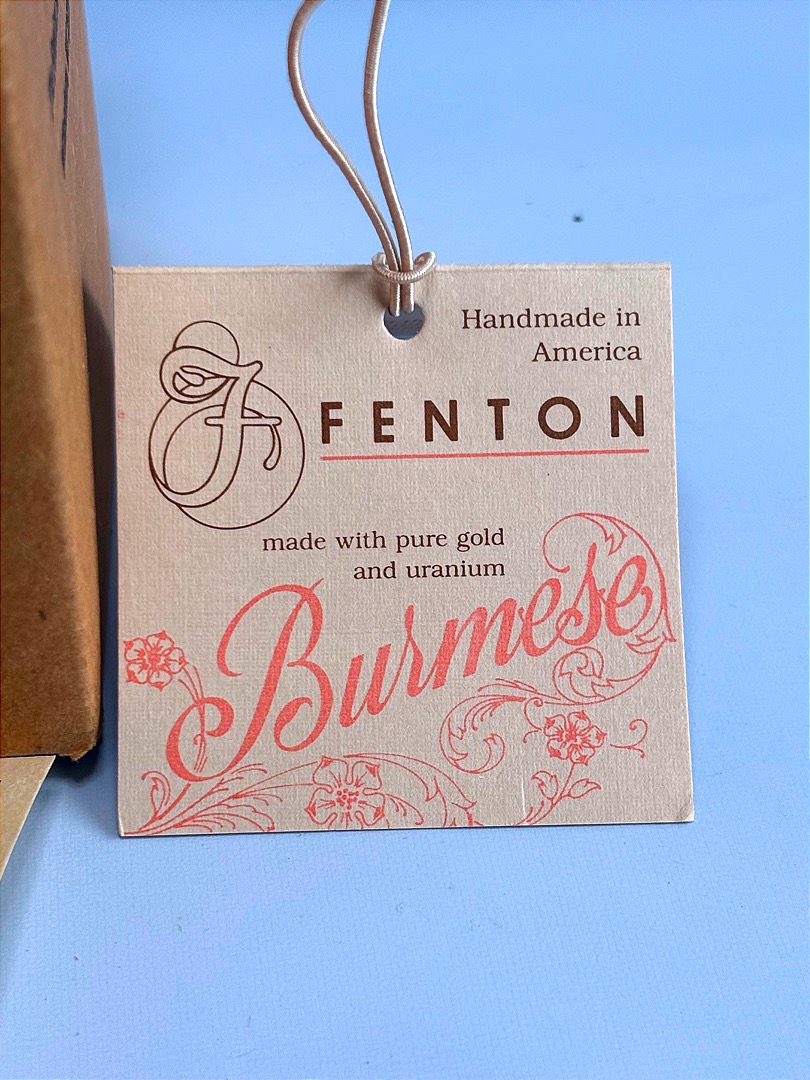 Handmade in
America
F FENTON
made with pure gold
and uranium
Burmese